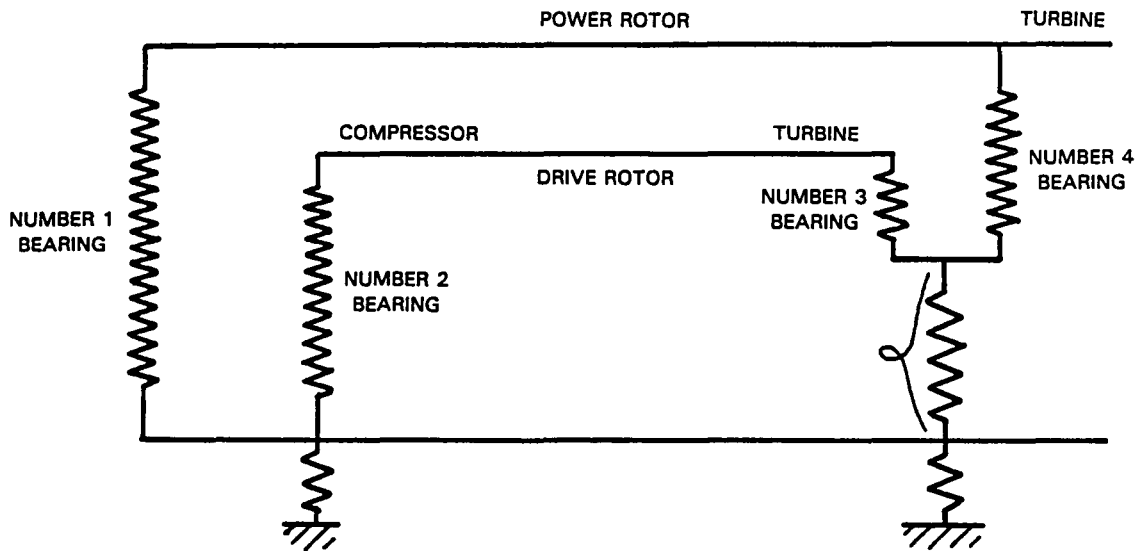 POWER ROTOR
TURBINE
COMPRESSOR
TURBINE
DRIVE ROTOR
NUMBER 1
BEARING
NUMBER 2
BEARING
NUMBER 3
BEARING
NUMBER 4
BEARING